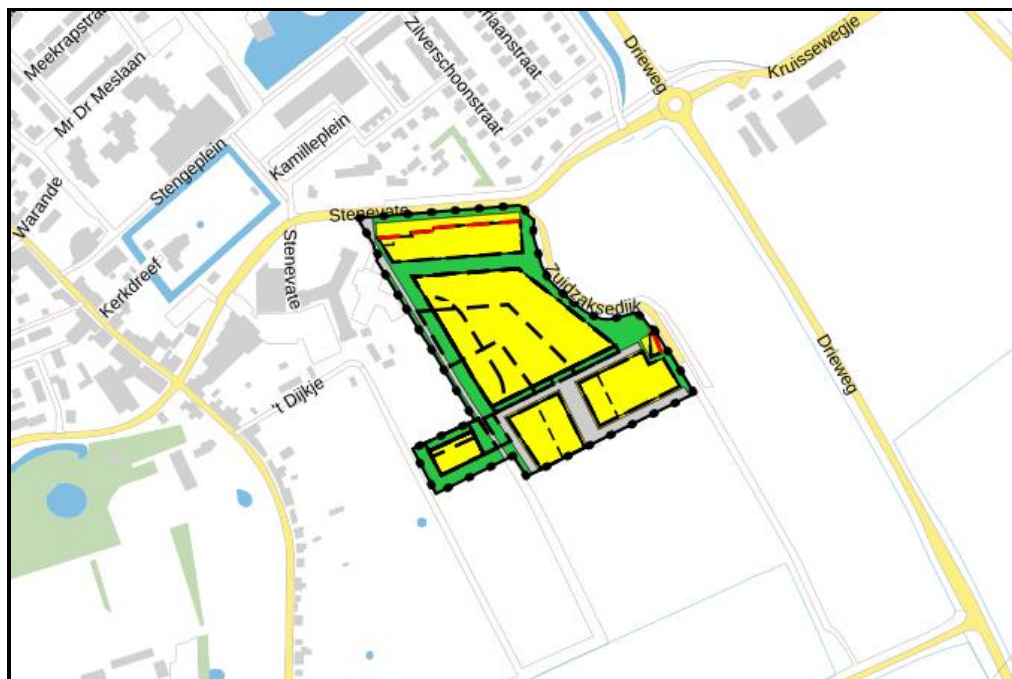 Meekrapstraat
Mr Dr Meslaan
Zilverschoonstraat
Drieweg
Kruissewegje
Kamilleplein
Stengeplein
Warande
Stenevate
Stenevate
Kerkdreef
Zuidzaksedijk
't Dijkje
Drieweg